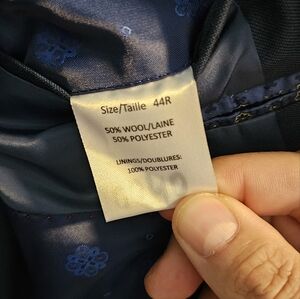 Size/Taille 44R
50% WOOL/LAINE
50% POLYESTER
LININGS/DOUBLURES:
100% POLYESTER